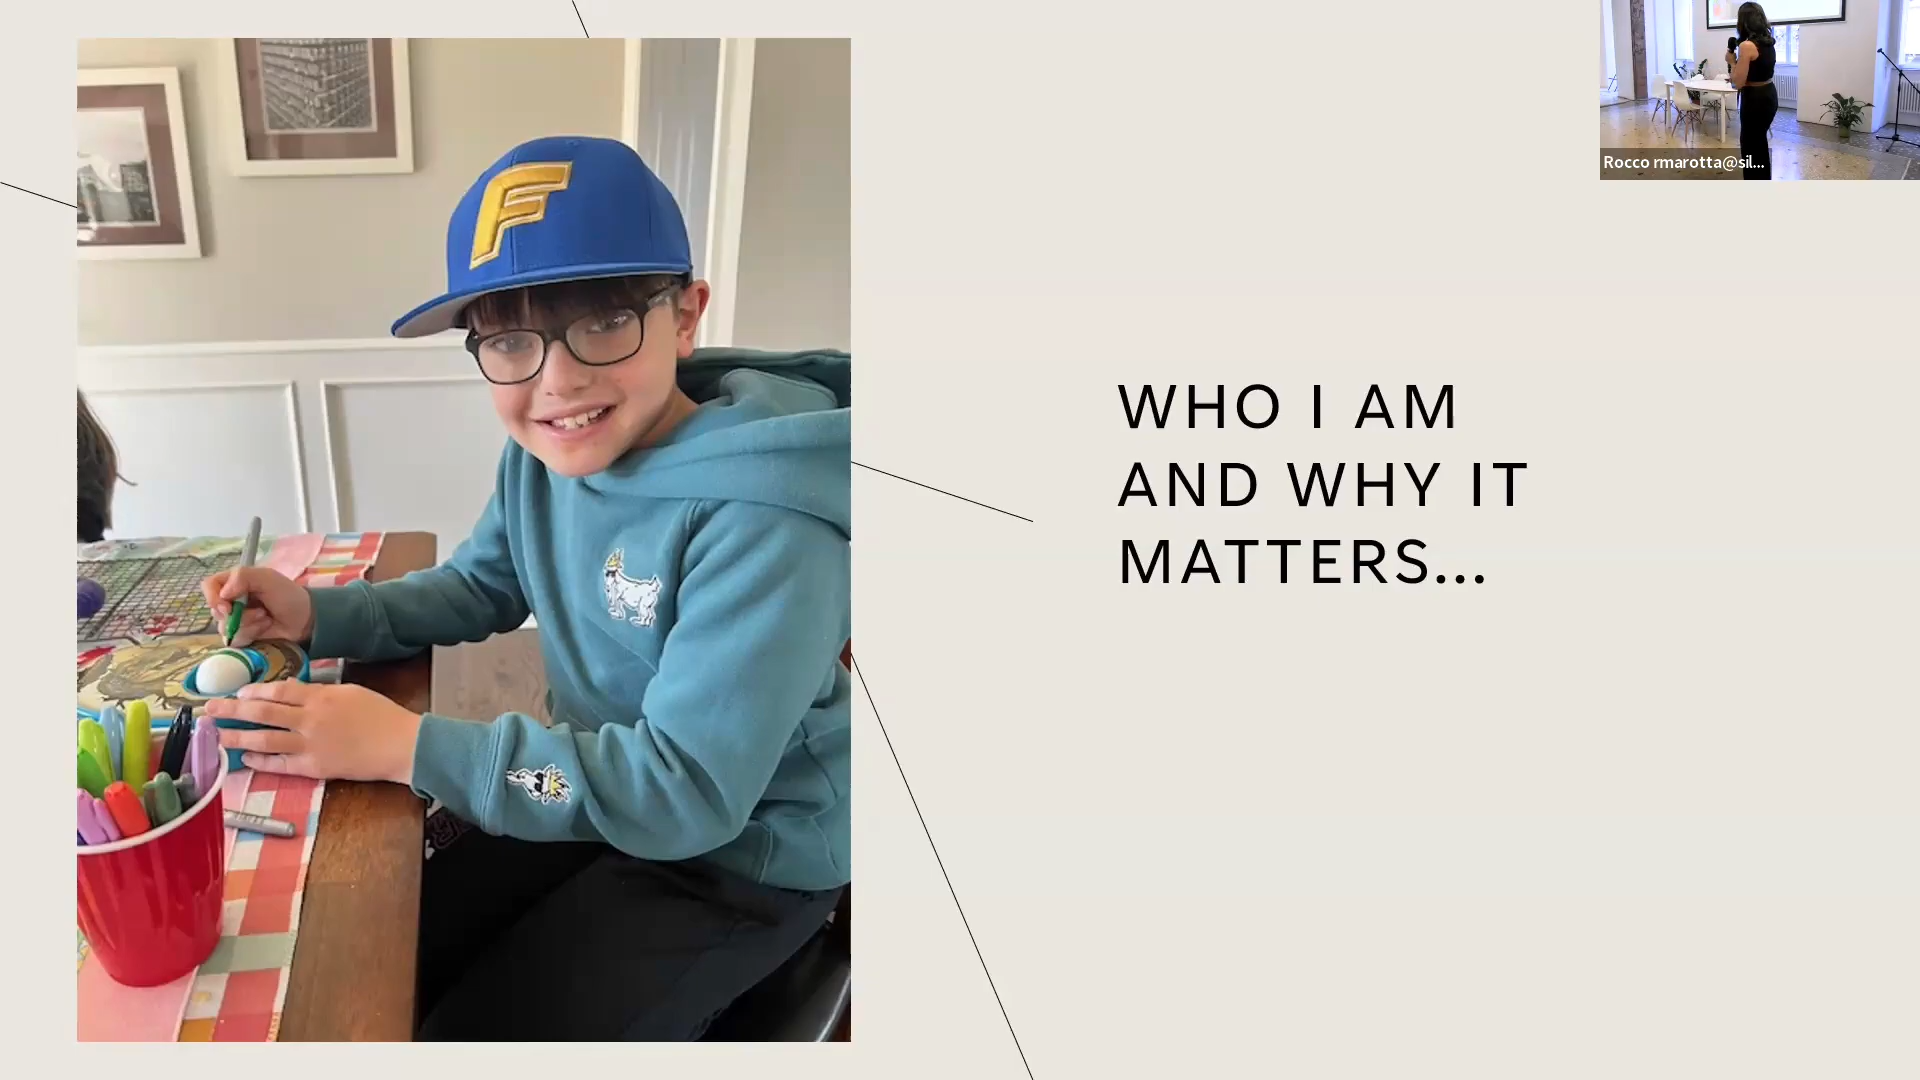 F
WHO I AM
AND WHY IT
MATTERS...
Rocco rmarotta@sil...